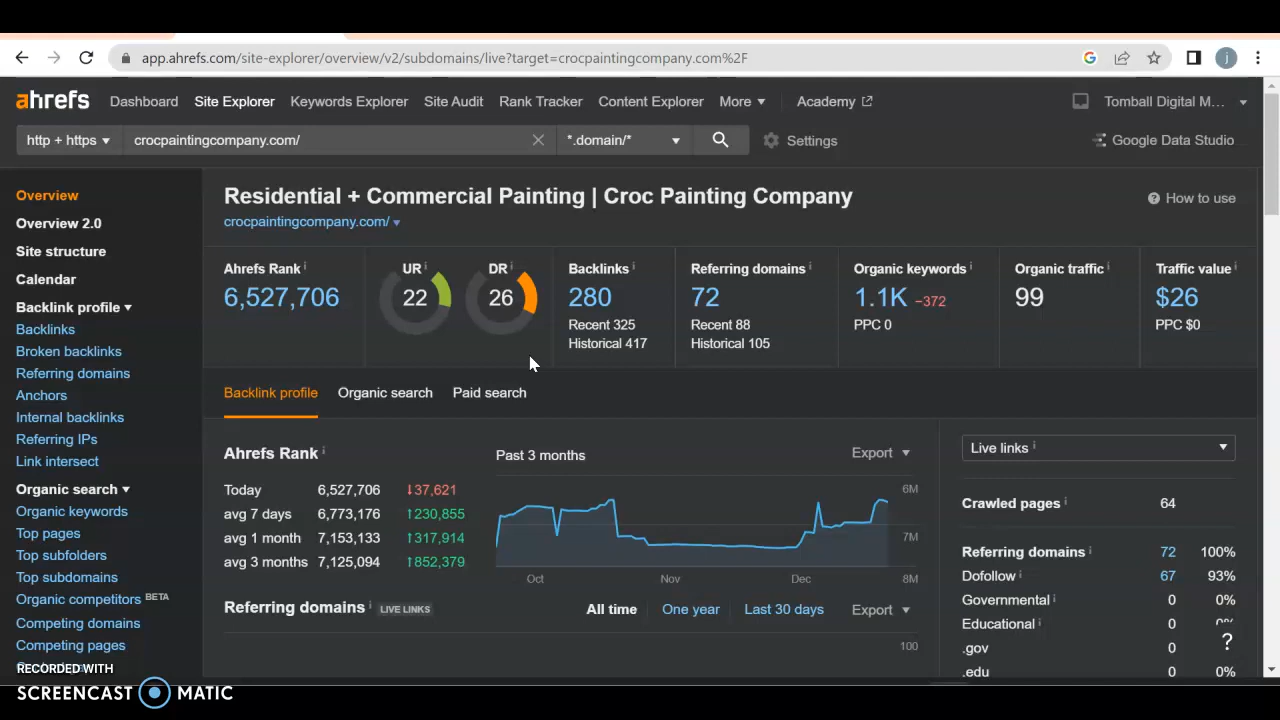 app.ahrefs.com/site-explorer/overview/v2/subdomains/live?target=crocpaintingcompany.com%2F
j
ahrefs Dashboard Site Explorer Keywords Explorer Site Audit Rank Tracker Content Explorer More Academy Tomball Digital M...
http + https crocpaintingcompany.com/ *.domain/* Settings Google Data Studio
Overview
Overview 2.0
Site structure
Calendar
Backlink profile
Backlinks
Broken backlinks
Referring domains
Anchors
Internal backlinks
Referring IPs
Link intersect
Organic search
Organic keywords
Top pages
Top subfolders
Top subdomains
Organic competitors BETA
Competing domains
Competing pages
Residential + Commercial Painting | Croc Painting Company
How to use
crocpaintingcompany.com/
Ahrefs Rank UR DR Backlinks Referring domains Organic keywords Organic traffic Traffic value
6,527,706 22 26 280 72 1.1K -372 99 $26
Recent 325 Recent 88 PPC 0 PPC $0
Historical 417 Historical 105
Backlink profile Organic search Paid search
Ahrefs Rank Past 3 months Export
Today 6,527,706 ↓37,621
avg 7 days 6,773,176 ↑230,855
avg 1 month 7,153,133 ↑317,914
avg 3 months 7,125,094 ↑852,379
6M
7M
8M
Oct Nov Dec
Referring domains LIVE LINKS All time One year Last 30 days Export
100
Live links
Crawled pages 64
Referring domains 72 100%
Dofollow 67 93%
Governmental 0 0%
Educational 0 0%
.gov 0
.edu 0 0%
?
RECORDED WITH
SCREENCAST MATIC